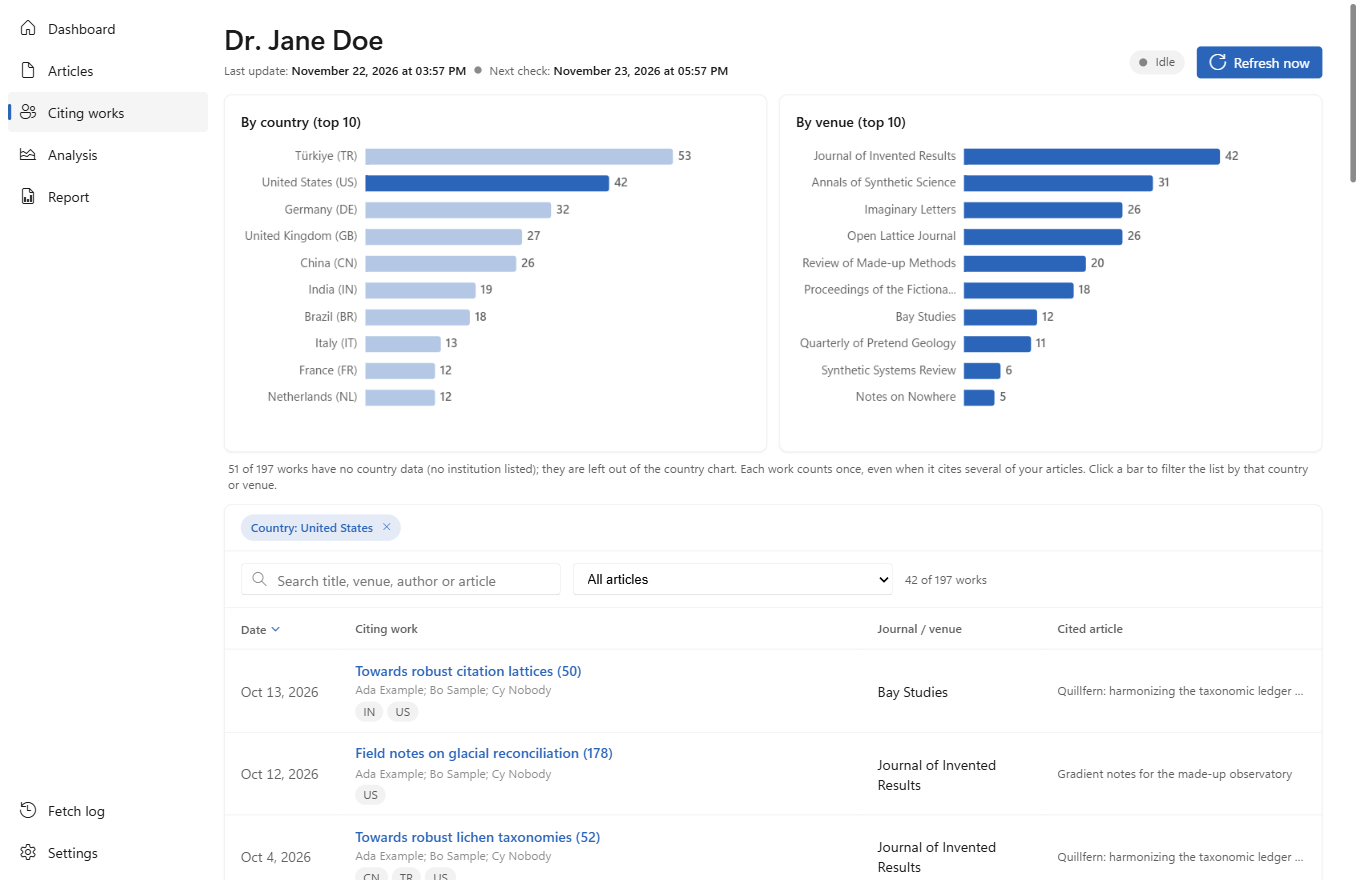 Dashboard
Articles
Citing works
Analysis
Report
Fetch log
Settings
Dr. Jane Doe
Last update: November 22, 2026 at 03:57 PM ● Next check: November 23, 2026 at 05:57 PM
Idle
Refresh now
By country (top 10)
Türkiye (TR) 53
United States (US) 42
Germany (DE) 32
United Kingdom (GB) 27
China (CN) 26
India (IN) 19
Brazil (BR) 18
Italy (IT) 13
France (FR) 12
Netherlands (NL) 12
By venue (top 10)
Journal of Invented Results 42
Annals of Synthetic Science 31
Imaginary Letters 26
Open Lattice Journal 26
Review of Made-up Methods 20
Proceedings of the Fictiona... 18
Bay Studies 12
Quarterly of Pretend Geology 11
Synthetic Systems Review 6
Notes on Nowhere 5
51 of 197 works have no country data (no institution listed); they are left out of the country chart. Each work counts once, even when it cites several of your articles. Click a bar to filter the list by that country
or venue.
Country: United States ×
Search title, venue, author or article
All articles
42 of 197 works
Date
Citing work
Journal / venue
Cited article
Oct 13, 2026
Towards robust citation lattices (50)
Ada Example; Bo Sample; Cy Nobody
IN US
Bay Studies
Quillfern: harmonizing the taxonomic ledger ...
Oct 12, 2026
Field notes on glacial reconciliation (178)
Ada Example; Bo Sample; Cy Nobody
US
Journal of Invented
Results
Gradient notes for the made-up observatory
Oct 4, 2026
Towards robust lichen taxonomies (52)
Ada Example; Bo Sample; Cy Nobody
CN TR US
Journal of Invented
Results
Quillfern: harmonizing the taxonomic ledger ...